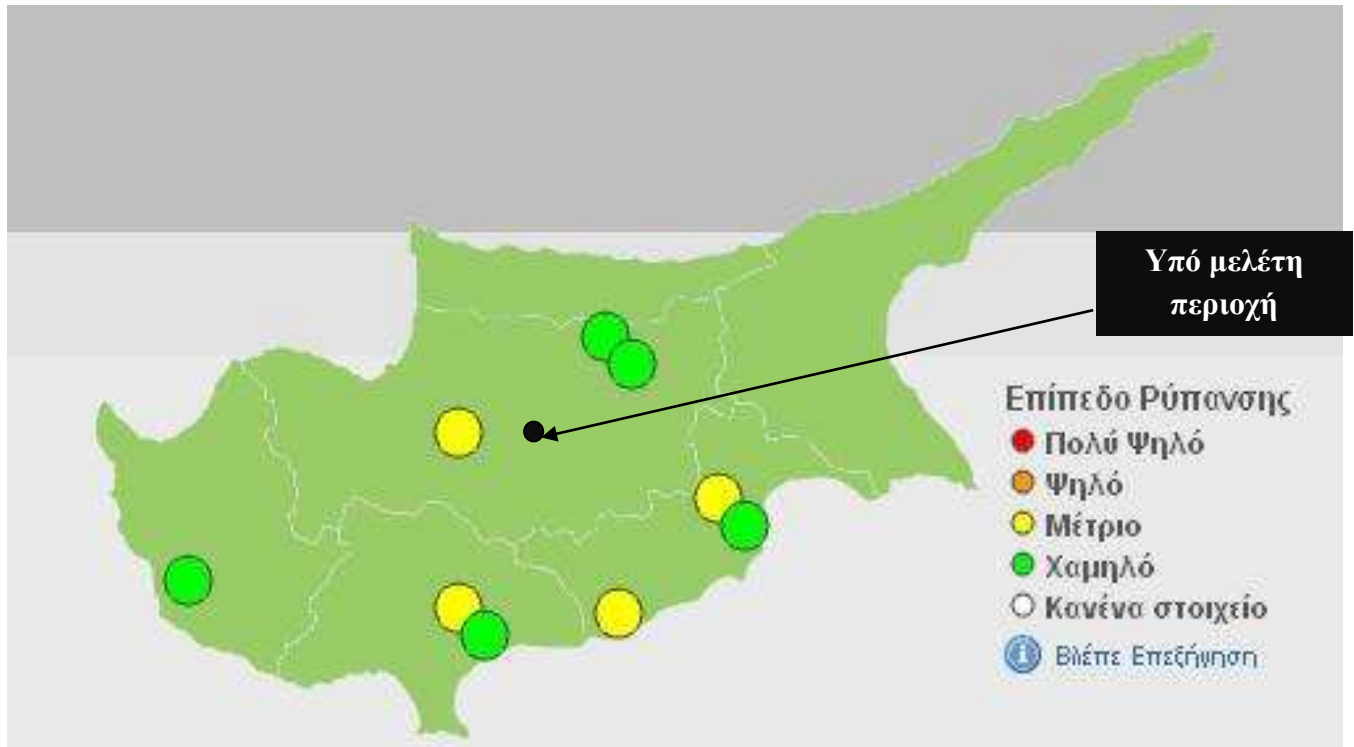 Υπό μελέτη
περιοχή
Επίπεδο Ρύπανσης
Πολύ Ψηλό
Ψηλό
Μέτριο
Χαμηλό
Κανένα στοιχείο
Βλέπε Επεξήγηση